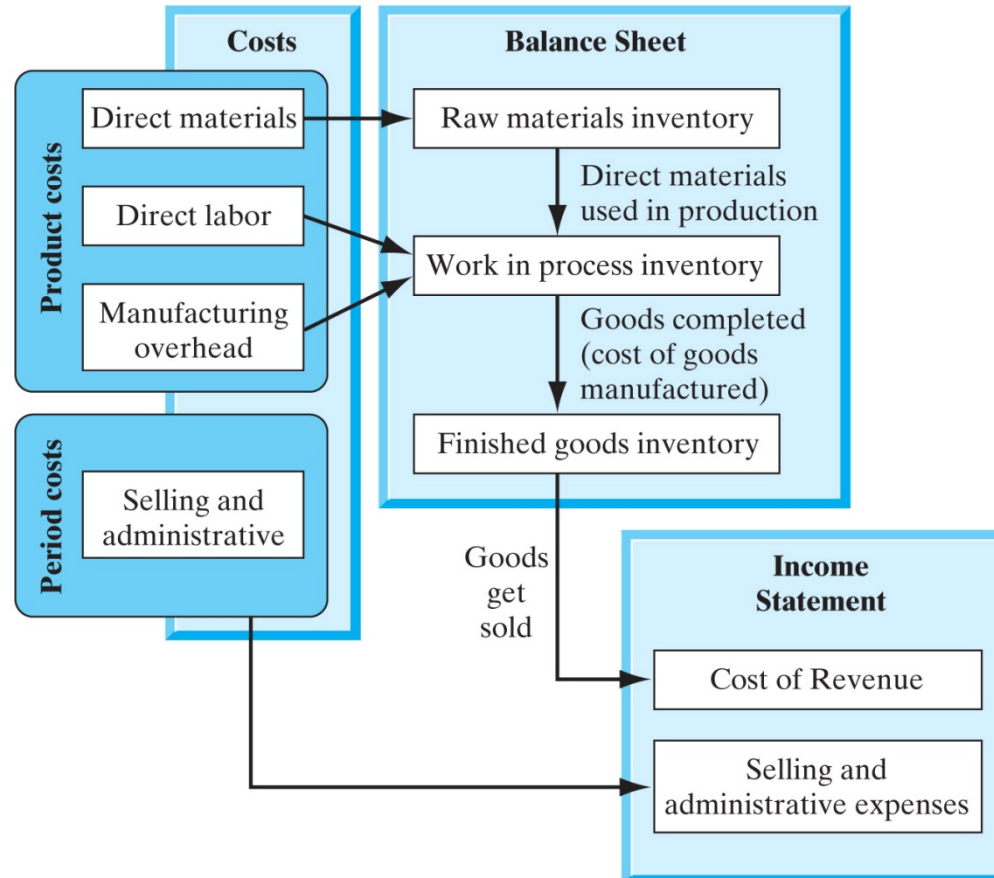 Costs
Balance Sheet
Product costs
Direct materials
Raw materials inventory
Direct materials
used in production
Direct labor
Work in process inventory
Manufacturing
overhead
Goods completed
(cost of goods
manufactured)
Finished goods inventory
Period costs
Selling and
administrative
Goods
get
sold
Income
Statement
Cost of Revenue
Selling and
administrative expenses